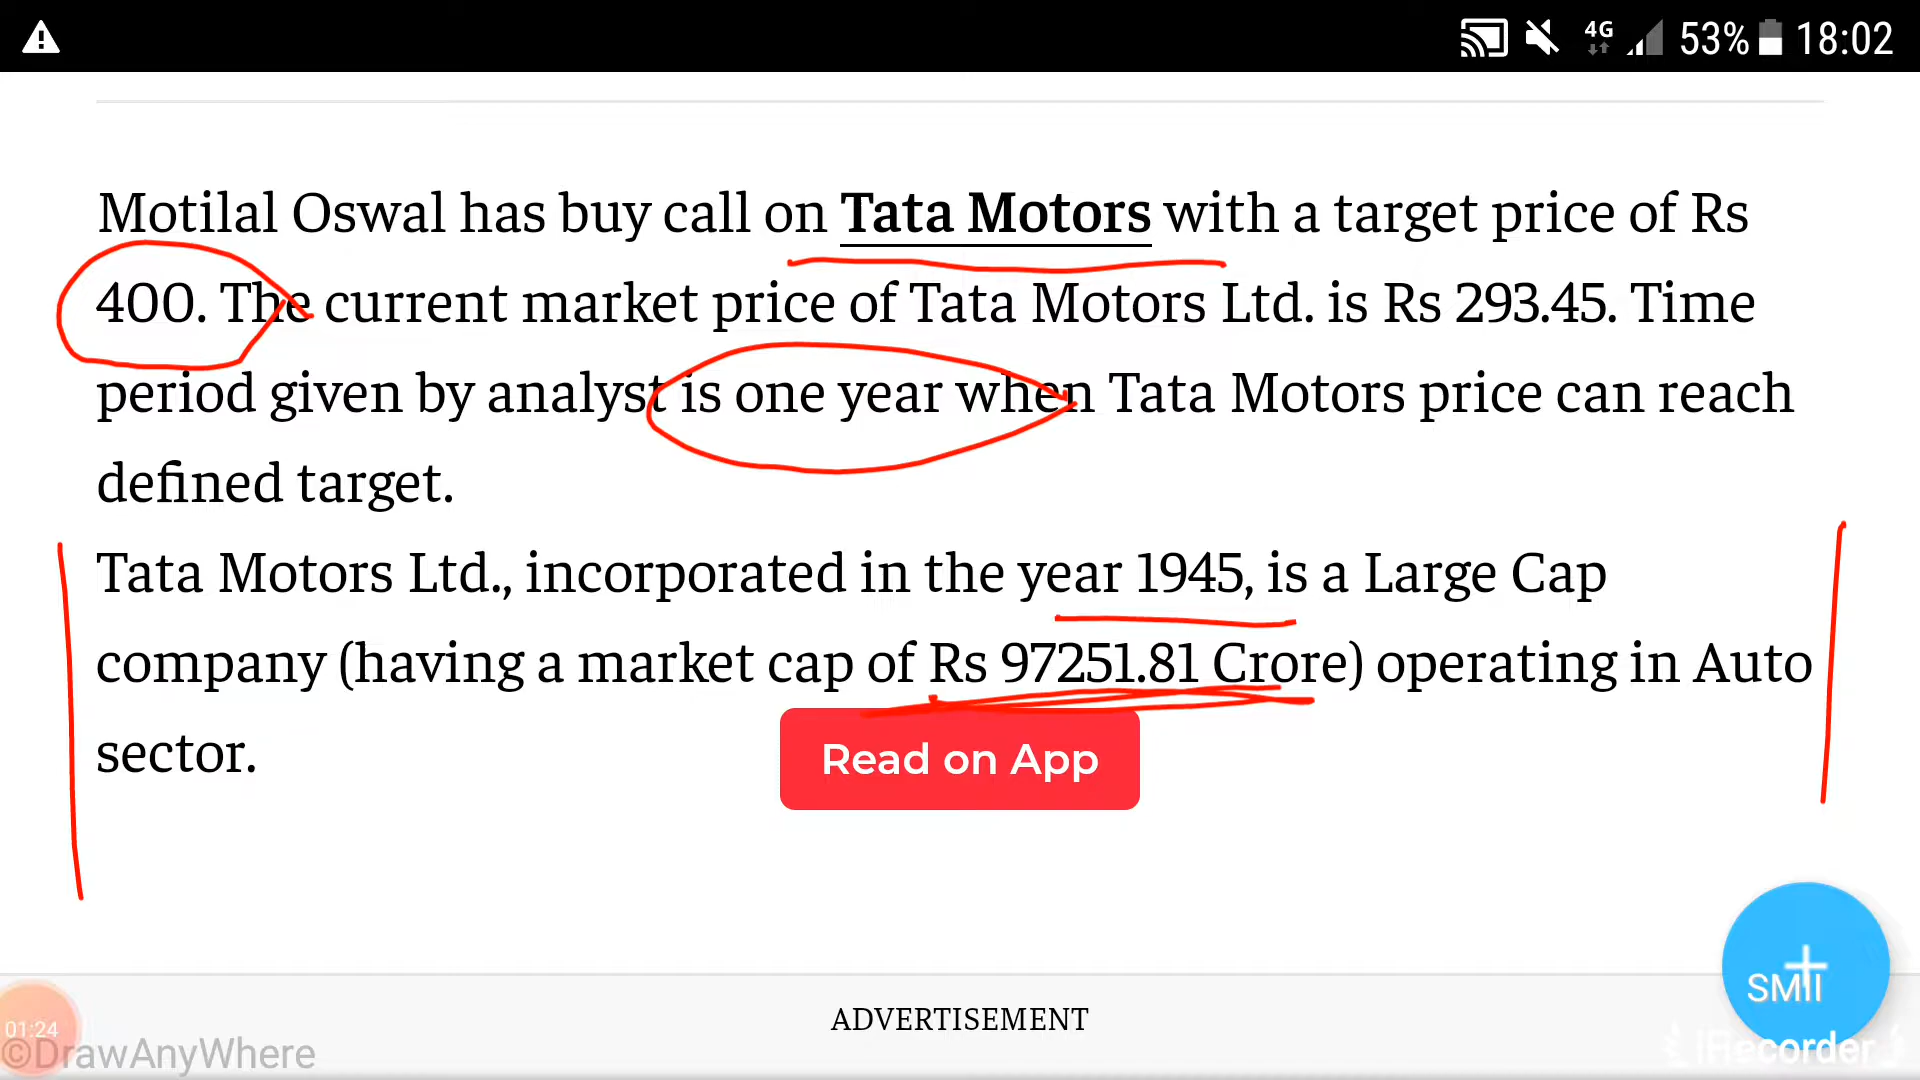 4G 53% 18:02
Motilal Oswal has buy call on Tata Motors with a target price of Rs
400. The current market price of Tata Motors Ltd. is Rs 293.45. Time
period given by analyst is one year when Tata Motors price can reach
defined target.
Tata Motors Ltd., incorporated in the year 1945, is a Large Cap
company (having a market cap of Rs 97251.81 Crore) operating in Auto
sector.
Read on App
SMII
ADVERTISEMENT
01:24
©DrawAnyWhere
iRecorder